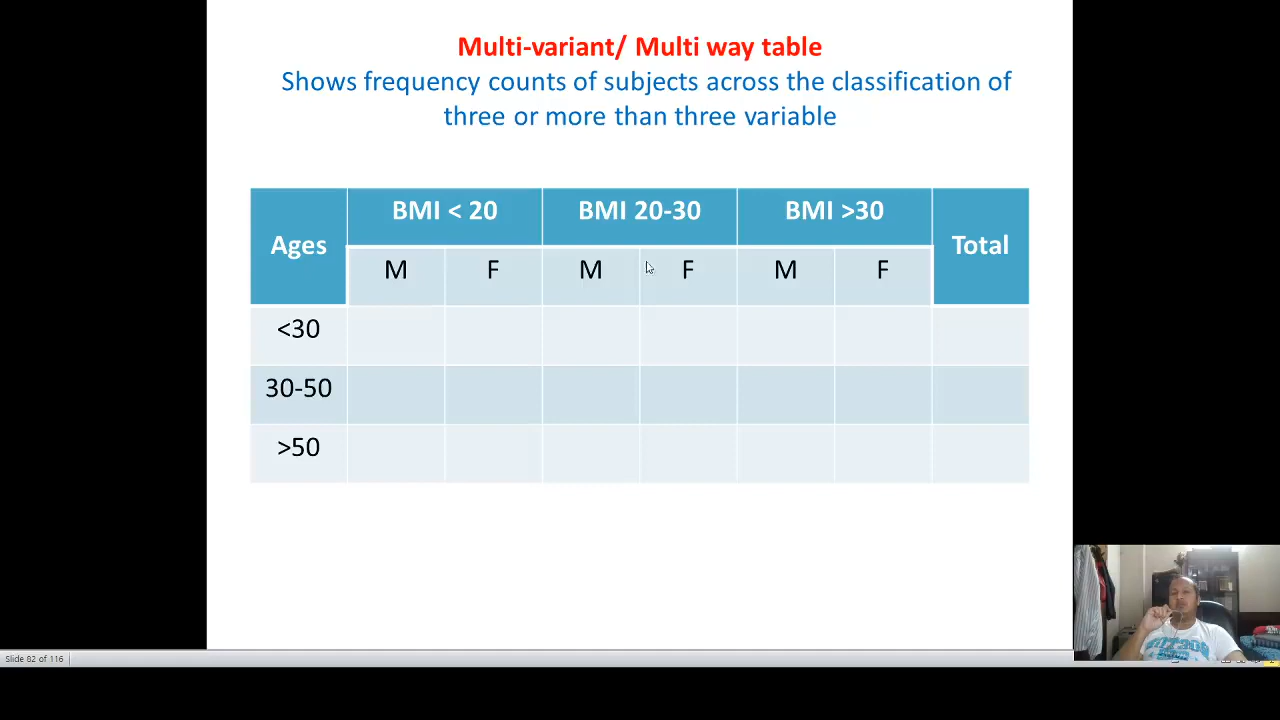 Multi-variant/ Multi way table
Shows frequency counts of subjects across the classification of
three or more than three variable
Ages BMI < 20 BMI 20-30 BMI >30 Total
M F M F M F
<30
30-50
>50
Slide 82 of 116